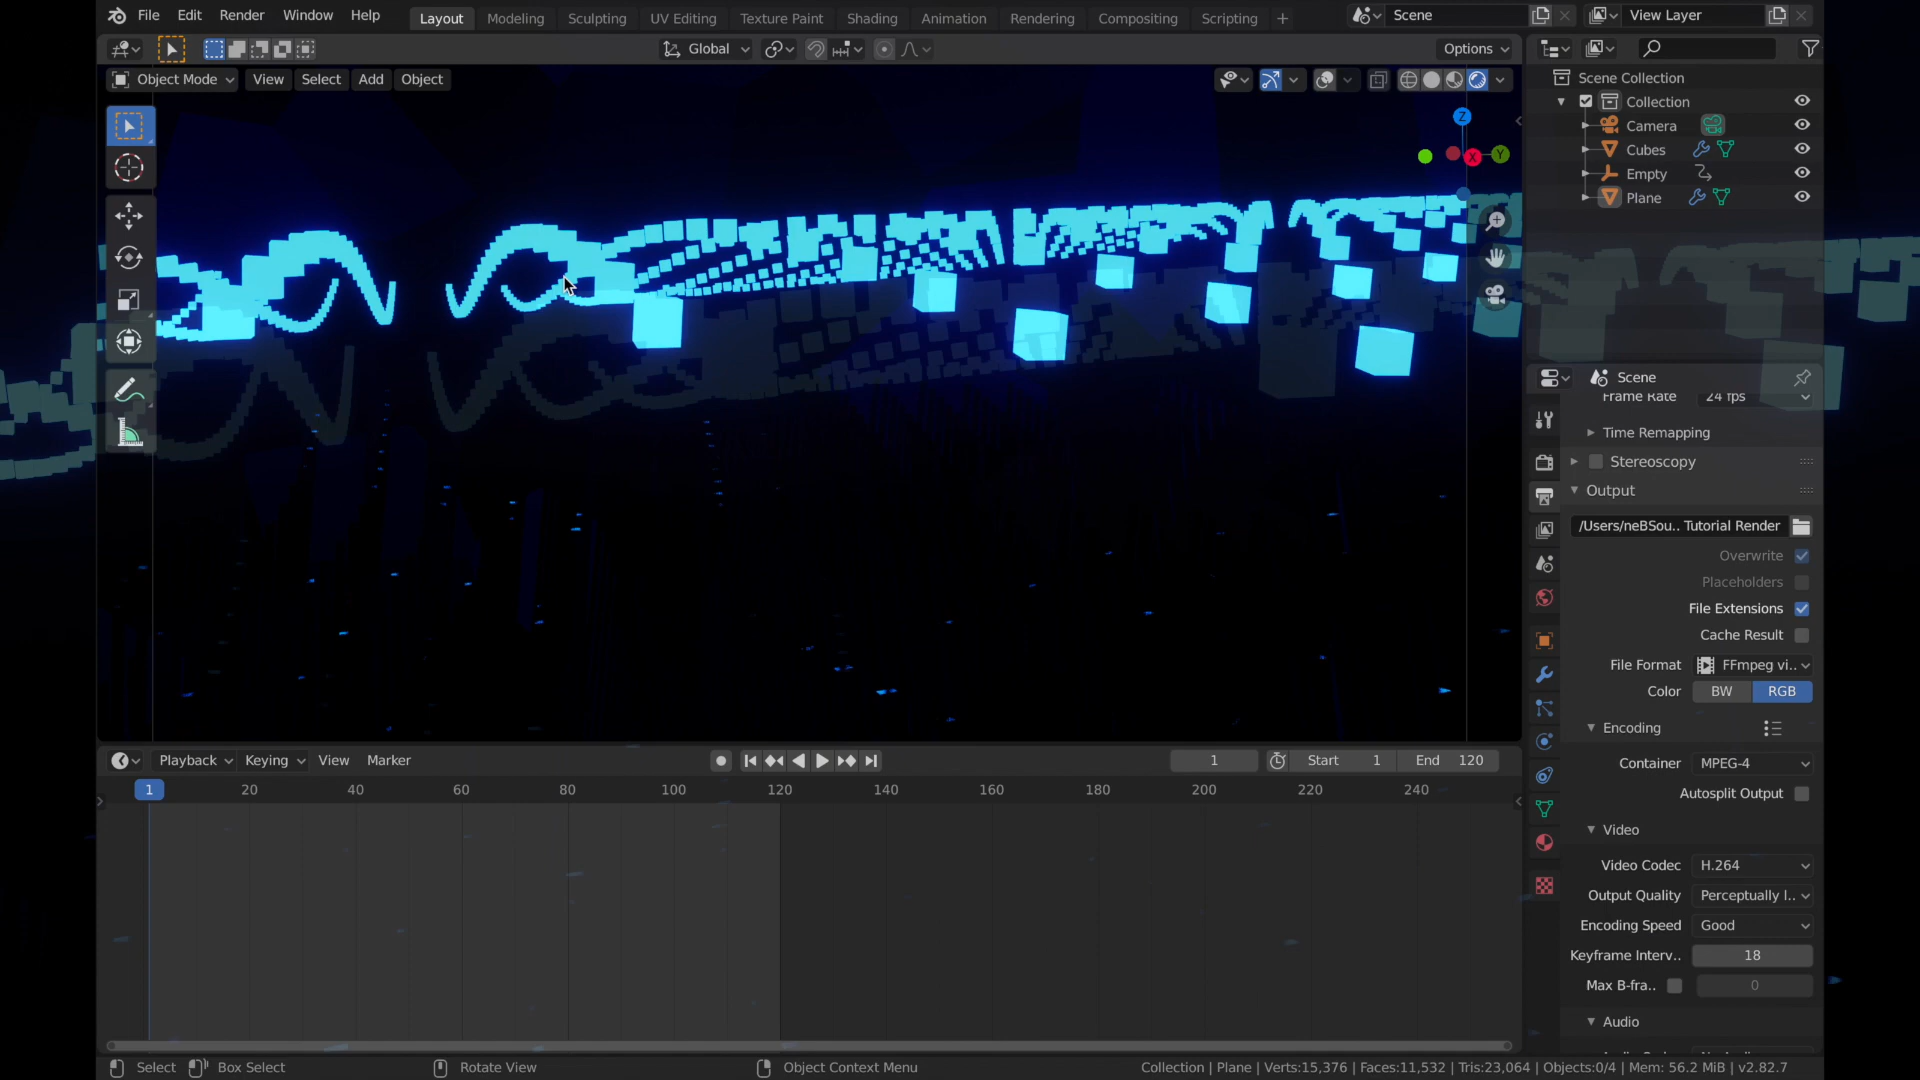 File Edit Render Window Help Layout Modeling Sculpting UV Editing Texture Paint Shading Animation Rendering Compositing Scripting + Scene View Layer
Global Options
Object Mode View Select Add Object
Z
X Y
Scene Collection
Collection
Camera
Cubes
Empty
Plane
Scene
Frame Rate 24 fps
Time Remapping
Stereoscopy
Output
/Users/neBSou.. Tutorial Render
Overwrite
Placeholders
File Extensions
Cache Result
File Format FFmpeg vi..
Color BW RGB
Encoding
Container MPEG-4
Autosplit Output
Video
Video Codec H.264
Output Quality Perceptually l..
Encoding Speed Good
Keyframe Interv.. 18
Max B-fra.. 0
Audio
Playback Keying View Marker 1 Start 1 End 120
1 20 40 60 80 100 120 140 160 180 200 220 240
Select Box Select Rotate View Object Context Menu Collection | Plane | Verts:15,376 | Faces:11,532 | Tris:23,064 | Objects:0/4 | Mem: 56.2 MiB | v2.82.7